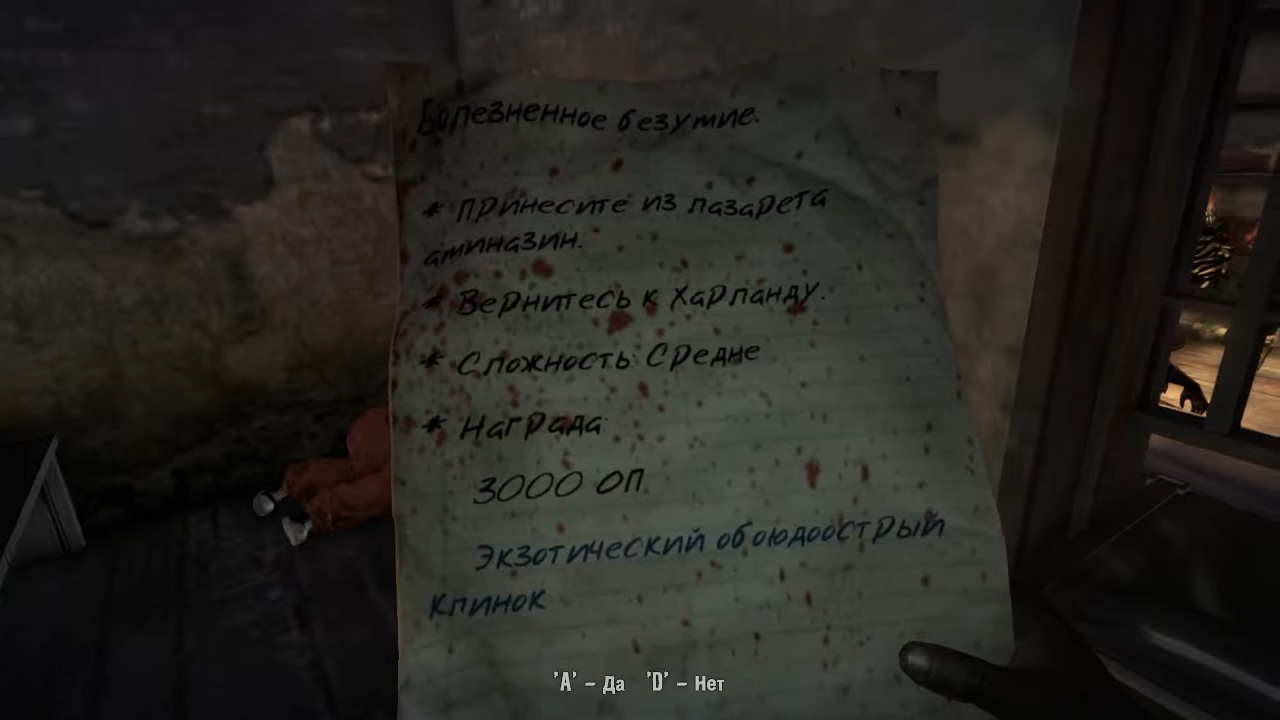 Болезненное безумие.
* Принесите из лазарета
аминазин.
* Вернитесь к Харланду.
* Сложность: Средне
* Награда:
3000 ОП
Экзотический обоюдоострый
клинок
'A' – Да 'D' – Нет